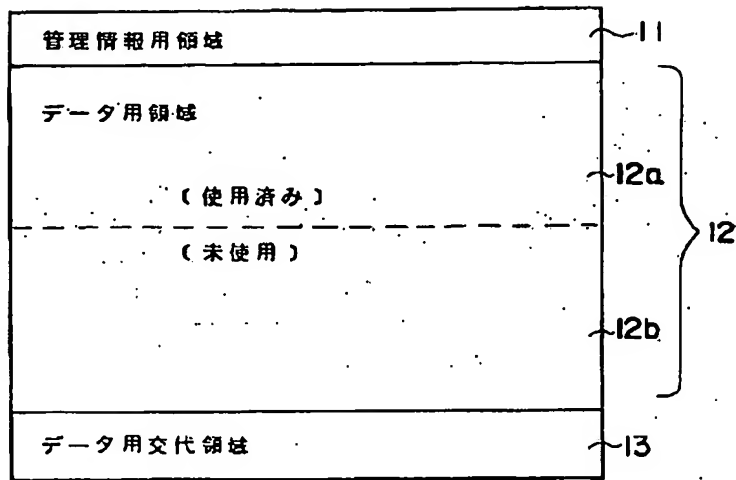 管理情報用領域 11
データ用領域
12a
〔使用済み〕
12
〔未使用〕
12b
データ用交代領域 13